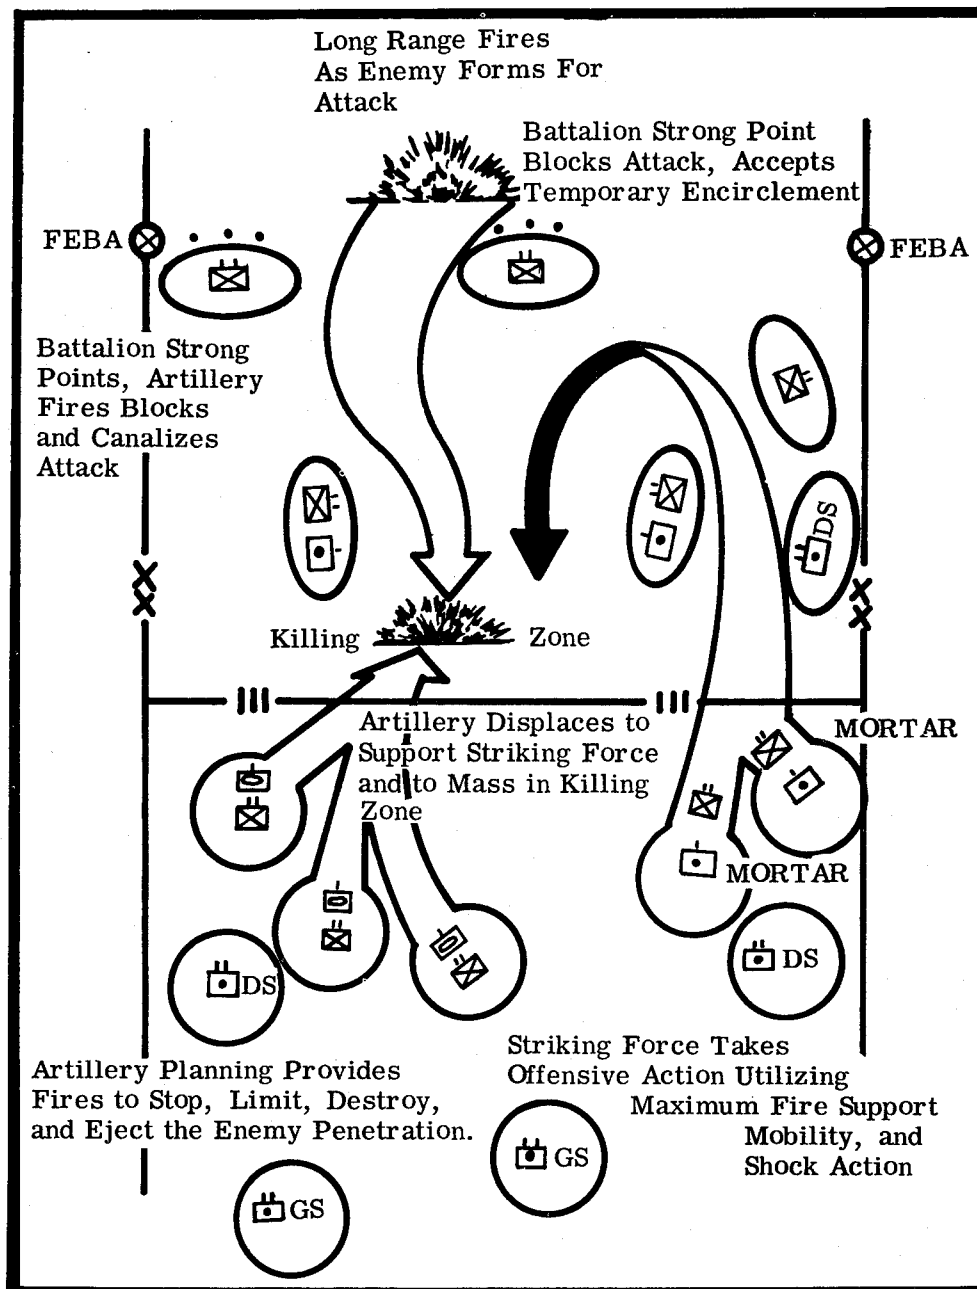 Long Range Fires
As Enemy Forms For
Attack
Battalion Strong Point
Blocks Attack, Accepts
Temporary Encirclement
FEBA
FEBA
Battalion Strong
Points, Artillery
Fires Blocks
and Canalizes
Attack
DS
Killing Zone
Artillery Displaces to
Support Striking Force
and to Mass in Killing
Zone
MORTAR
MORTAR
DS
DS
Artillery Planning Provides
Fires to Stop, Limit, Destroy,
and Eject the Enemy Penetration.
Striking Force Takes
Offensive Action Utilizing
Maximum Fire Support
Mobility, and
Shock Action
GS
GS